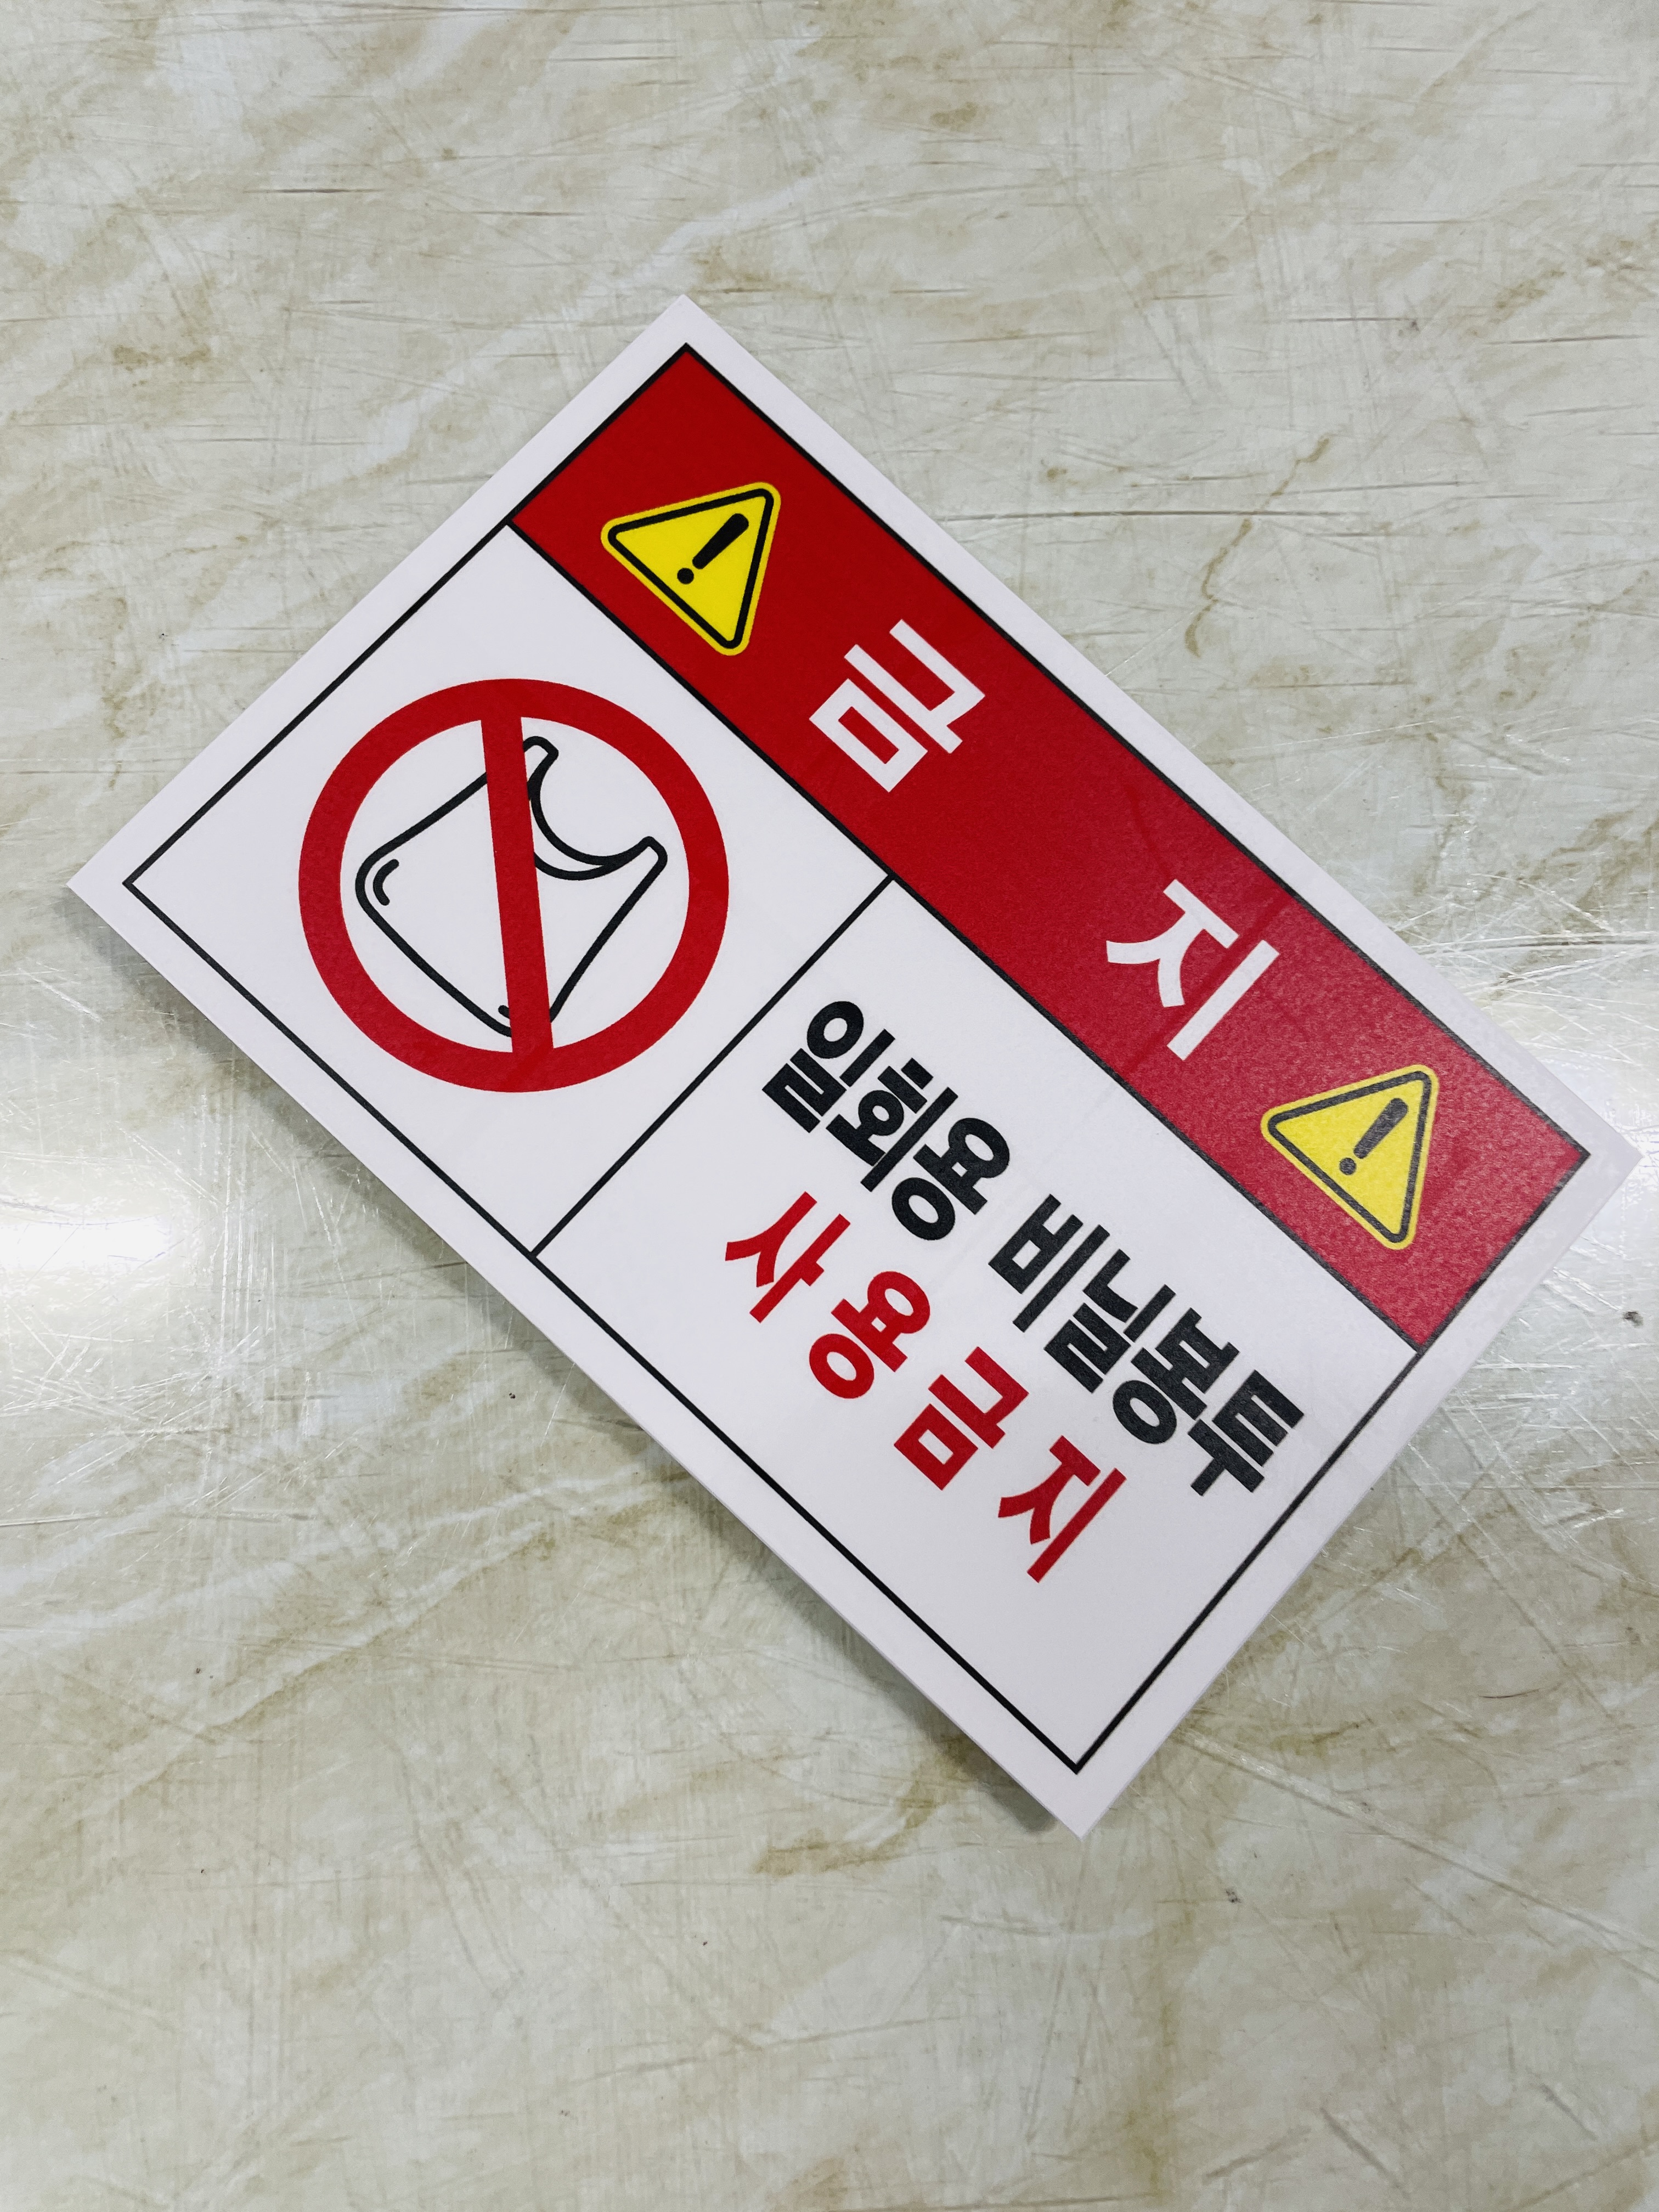 금 지
일회용 비닐봉투
사용금지